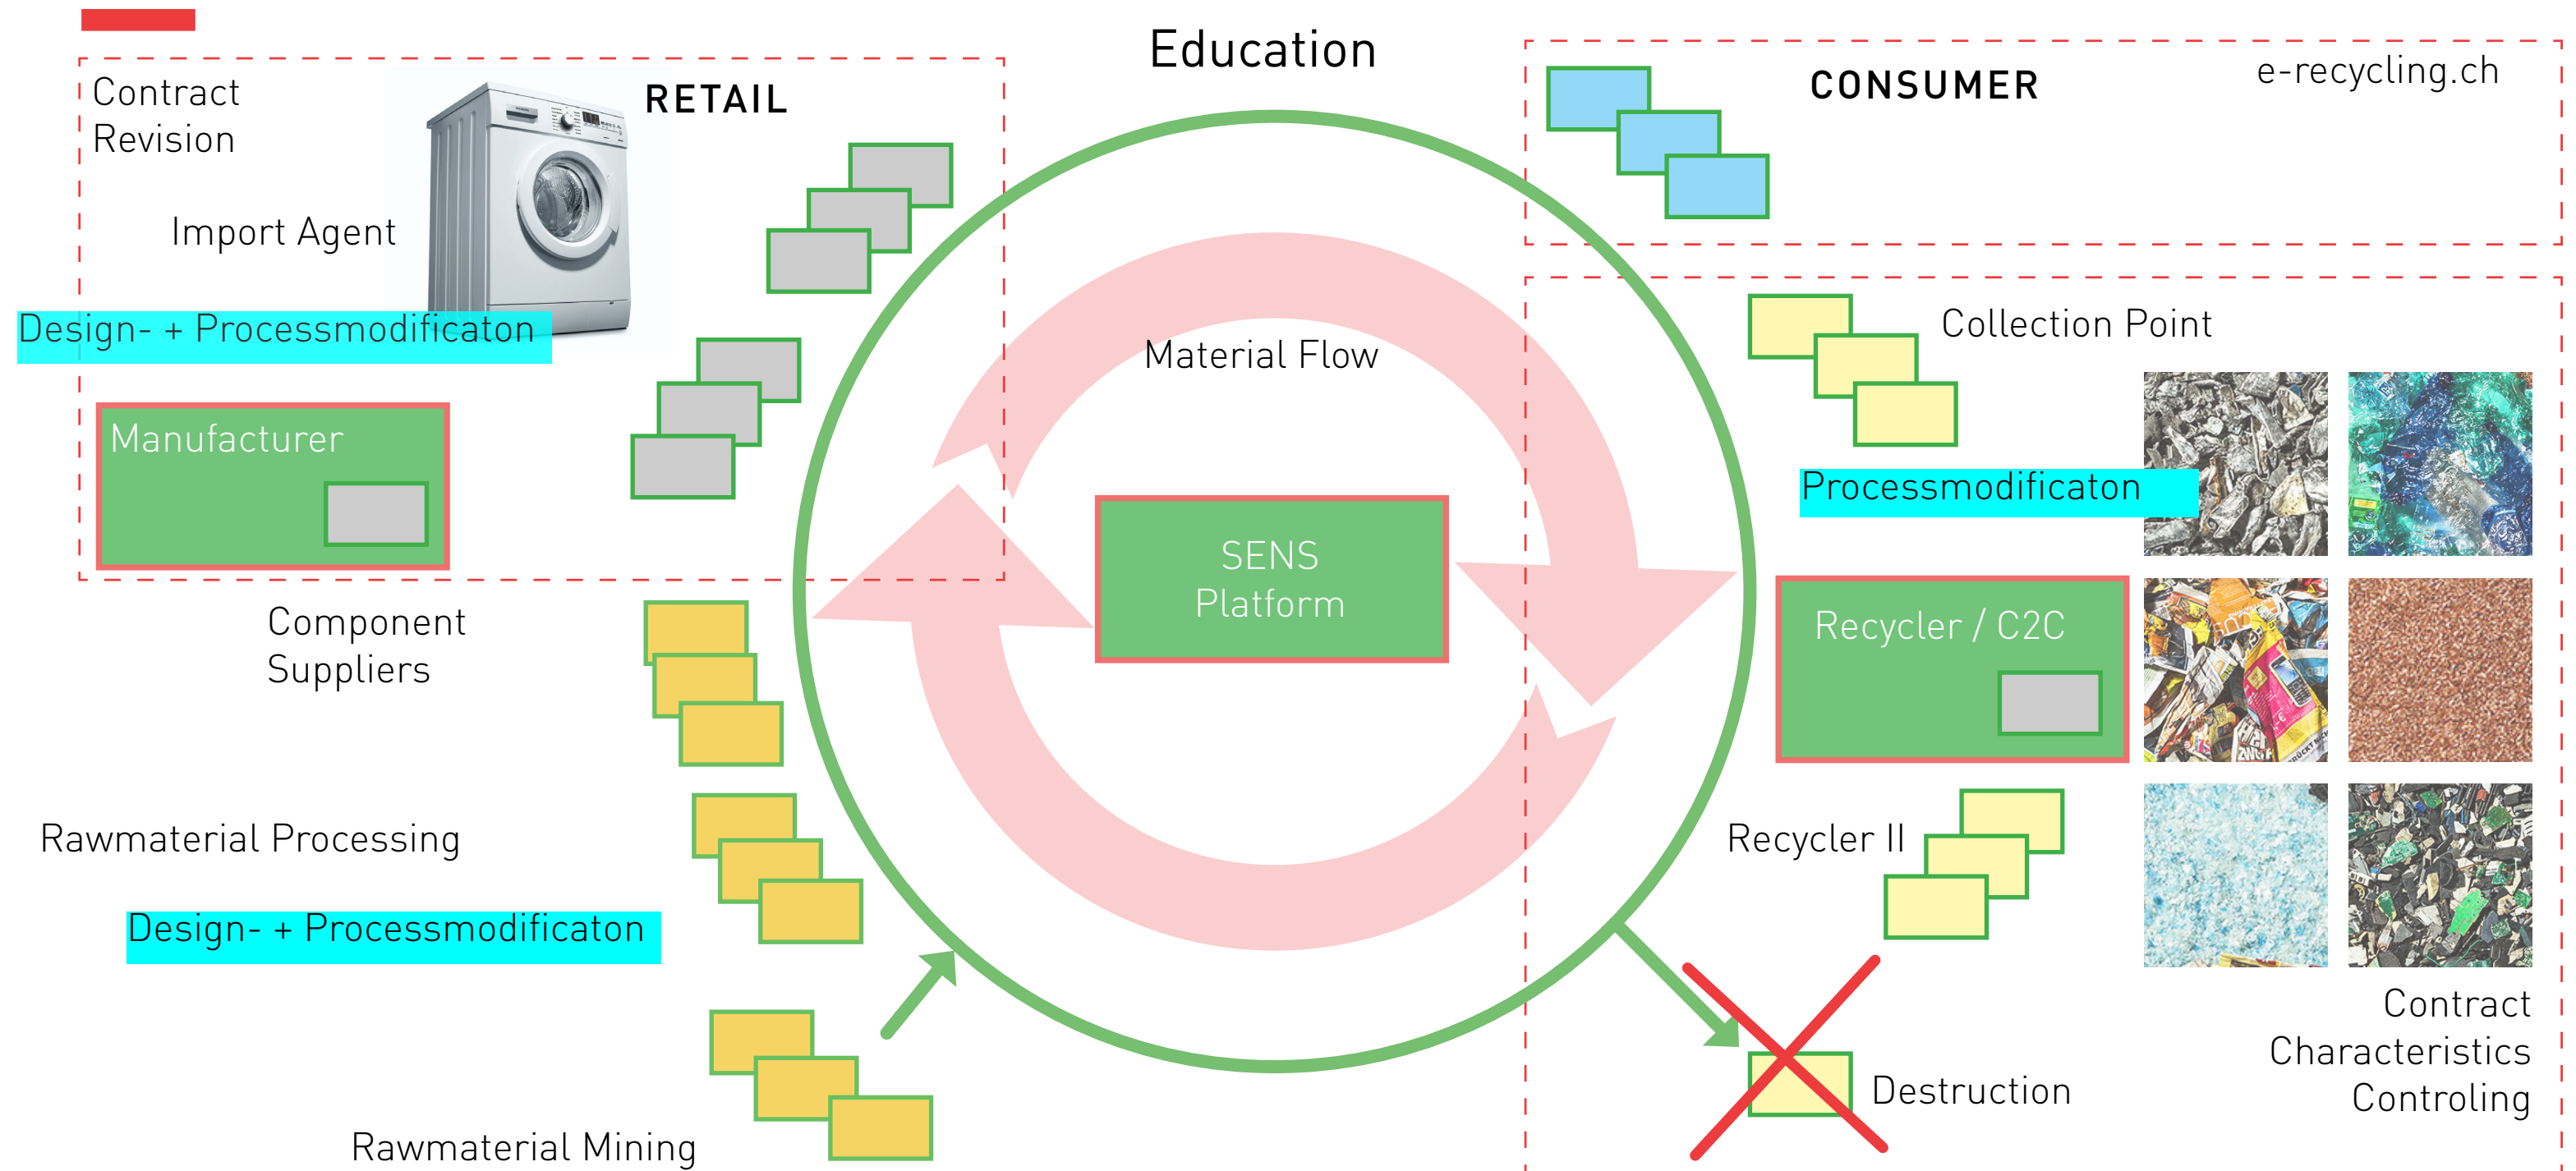 Education
Contract
Revision
RETAIL
Import Agent
Design- + Processmodificaton
Manufacturer
Component
Suppliers
Rawmaterial Processing
Design- + Processmodificaton
Rawmaterial Mining
Material Flow
SENS
Platform
CONSUMER
e-recycling.ch
Collection Point
Processmodificaton
Recycler / C2C
Recycler II
Destruction
Contract
Characteristics
Controling